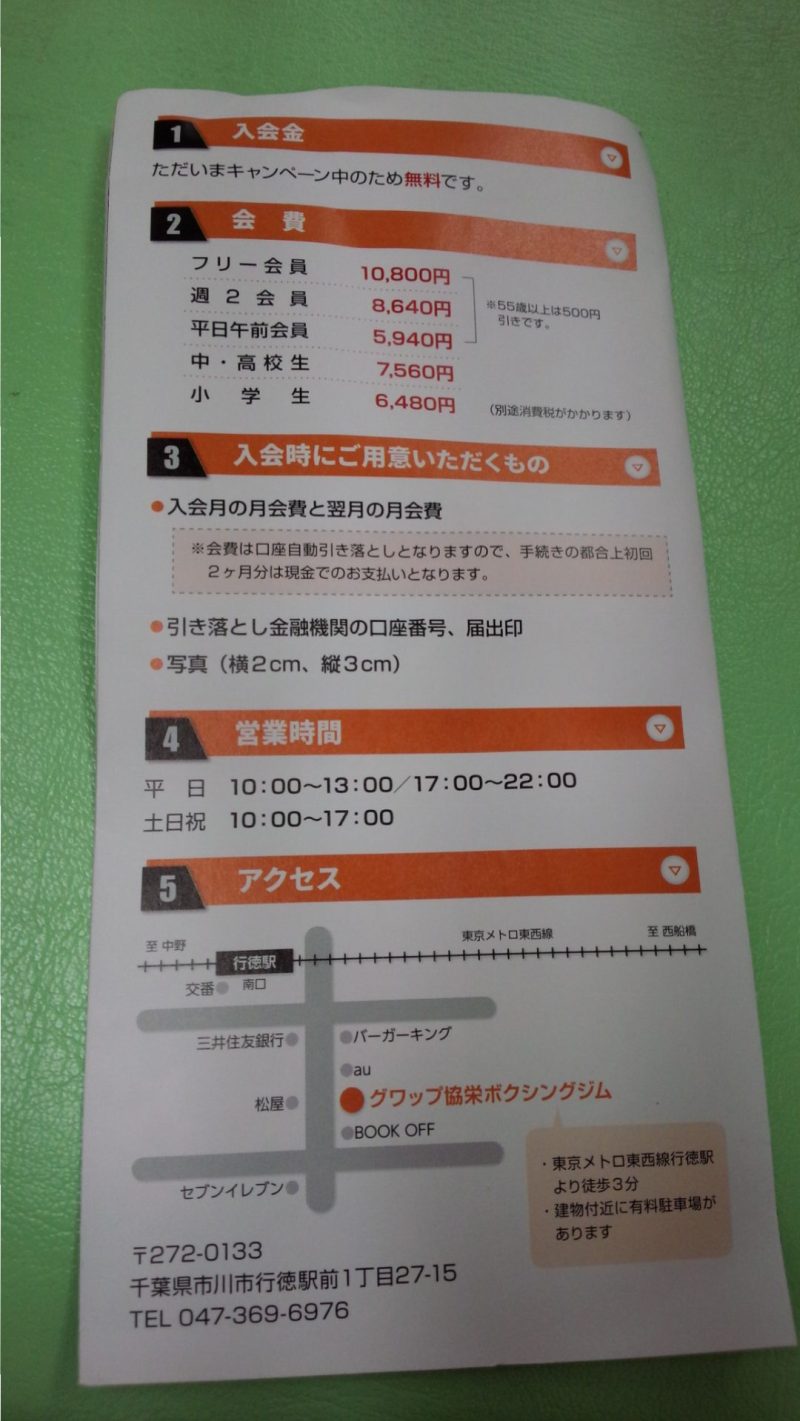 1 入会金
ただいまキャンペーン中のため無料です。
2 会費
フリー会員 10,800円
週2会員 8,640円
平日午前会員 5,940円
※55歳以上は500円
引きです。
中・高校生 7,560円
小学生 6,480円
(別途消費税がかかります)
3 入会時にご用意いただくもの
●入会月の月会費と翌月の月会費
※会費は口座自動引き落としとなりますので、手続きの都合上初回
2ヶ月分は現金でのお支払いとなります。
●引き落とし金融機関の口座番号、届出印
●写真(横2cm、縦3cm)
4 営業時間
平日 10:00〜13:00/17:00〜22:00
土日祝 10:00〜17:00
5 アクセス
至 中野
東京メトロ東西線
至 西船橋
行徳駅
交番
南口
三井住友銀行
バーガーキング
au
松屋
グワップ協栄ボクシングジム
BOOK OFF
セブンイレブン
・東京メトロ東西線行徳駅
より徒歩3分
・建物付近に有料駐車場が
あります
〒272-0133
千葉県市川市行徳駅前1丁目27-15
TEL 047-369-6976